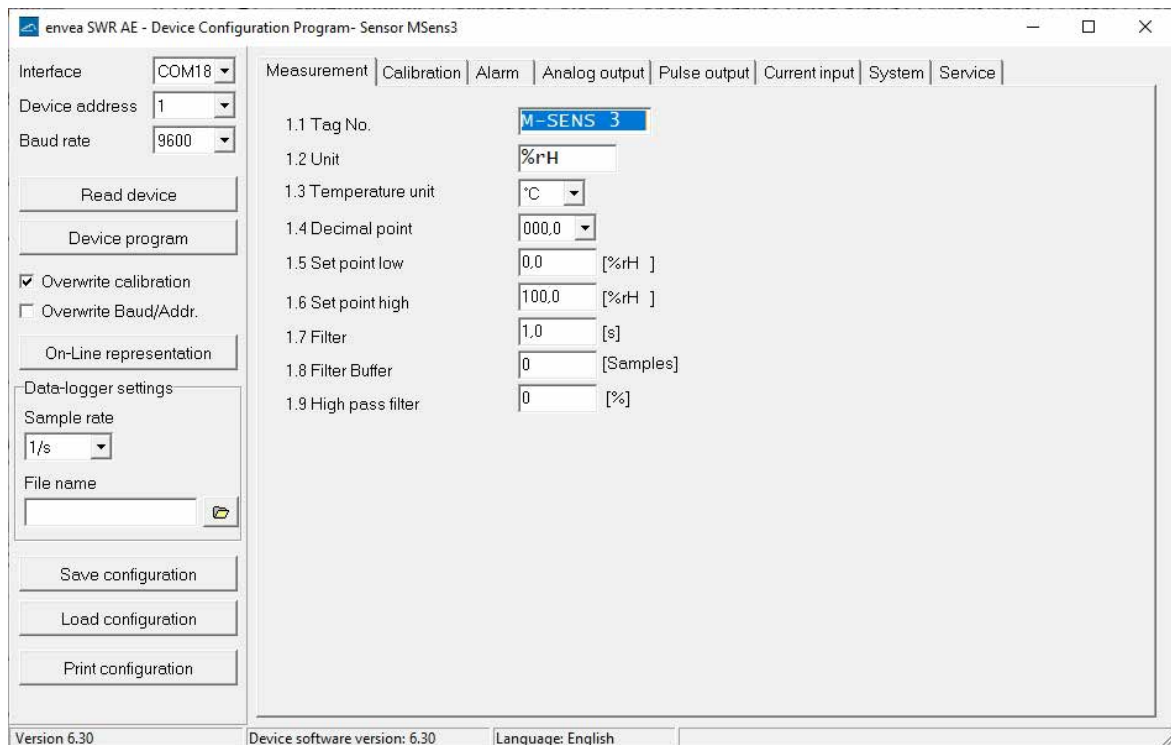 envea SWR AE - Device Configuration Program- Sensor MSens3
Interface
COM18
Device address
1
Baud rate
9600
Read device
Device program
Overwrite calibration
Overwrite Baud/Addr.
On-Line representation
Data-logger settings
Sample rate
1/s
File name
Save configuration
Load configuration
Print configuration
Measurement
Calibration
Alarm
Analog output
Pulse output
Current input
System
Service
1.1 Tag No.
M-SENS 3
1.2 Unit
%rH
1.3 Temperature unit
°C
1.4 Decimal point
000,0
1.5 Set point low
0,0
[%rH ]
1.6 Set point high
100,0
[%rH ]
1.7 Filter
1,0
[s]
1.8 Filter Buffer
0
[Samples]
1.9 High pass filter
0
[%]
Version 6.30
Device software version: 6.30
Language: English